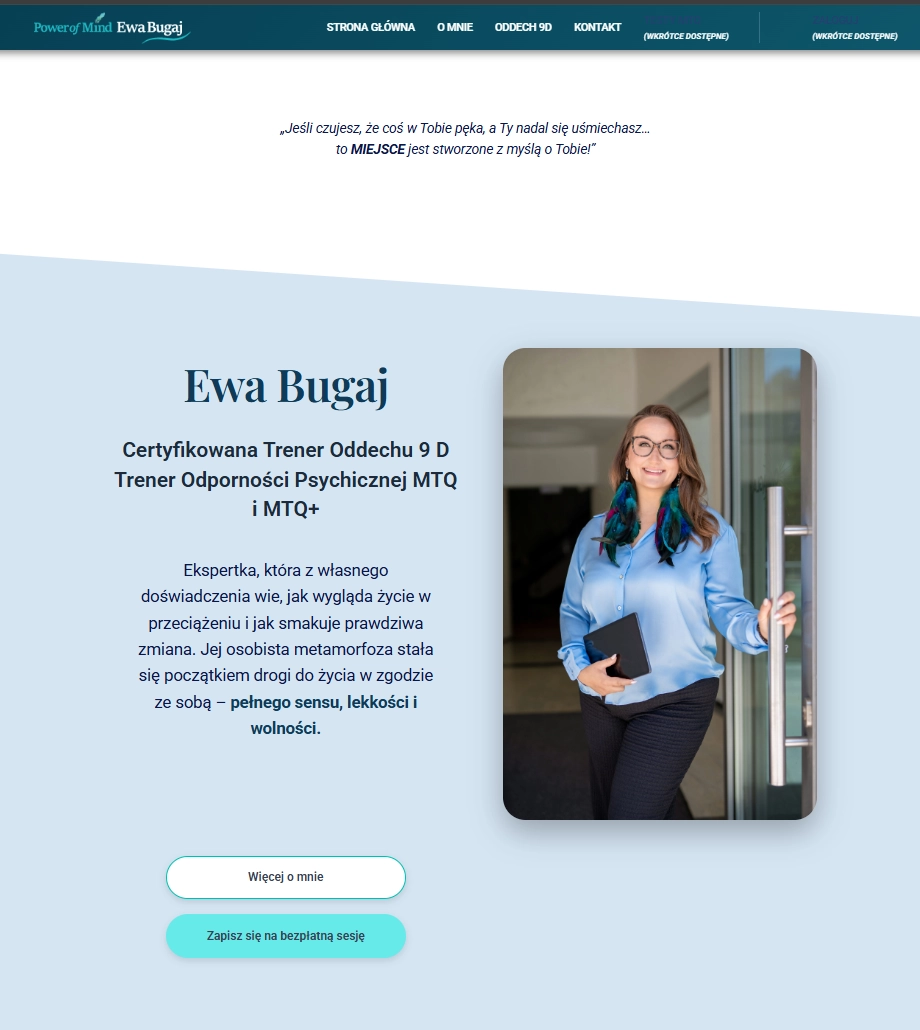 Power of Mind Ewa Bugaj
STRONA GŁÓWNA O MNIE ODDECH 9D KONTAKT
(WKRÓTCE DOSTĘPNE) (WKRÓTCE DOSTĘPNE)
„Jeśli czujesz, że coś w Tobie pęka, a Ty nadal się uśmiechasz…
to MIEJSCE jest stworzone z myślą o Tobie!”
Ewa Bugaj
Certyfikowana Trener Oddechu 9 D
Trener Odporności Psychicznej MTQ
i MTQ+
Ekspertka, która z własnego
doświadczenia wie, jak wygląda życie w
przeciążeniu i jak smakuje prawdziwa
zmiana. Jej osobista metamorfoza stała
się początkiem drogi do życia w zgodzie
ze sobą – pełnego sensu, lekkości i
wolności.
Więcej o mnie
Zapisz się na bezpłatną sesję